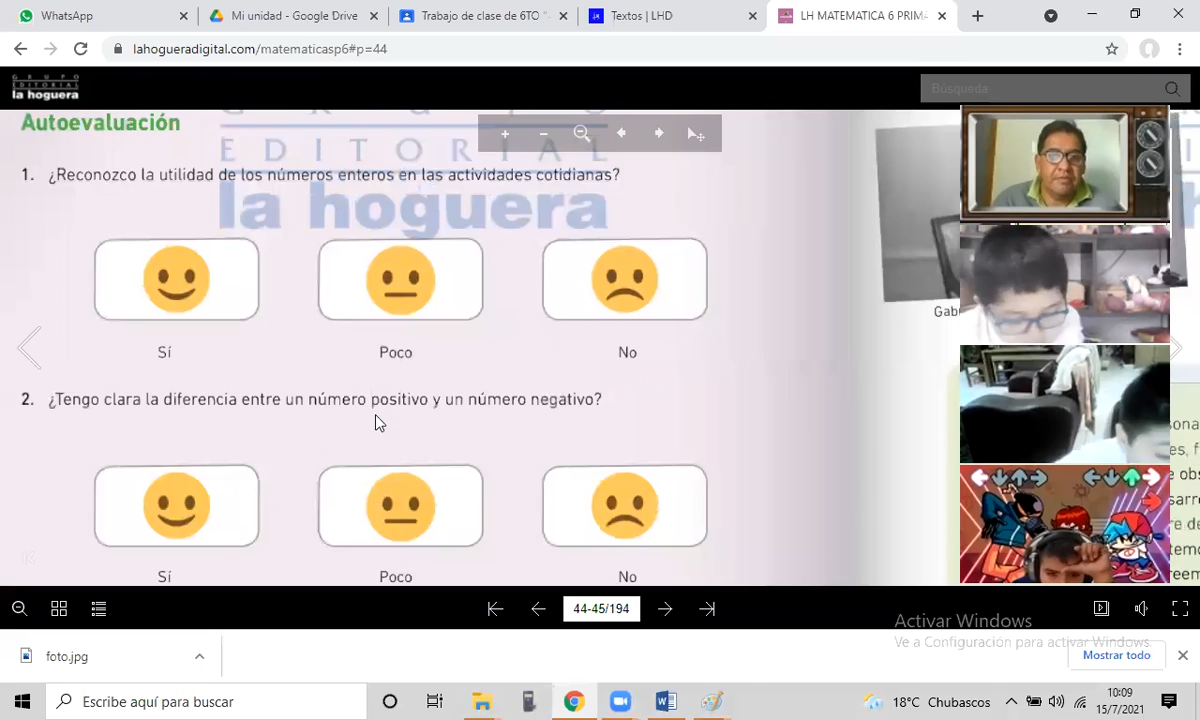 WhatsApp
Mi unidad - Google Drive
Trabajo de clase de 6TO "
Textos | LHD
LH MATEMATICA 6 PRIMA
lahogueradigital.com/matematicasp6#p=44
GRUPO
EDITORIAL
la hoguera
Búsqueda
GRUPO
EDITORIAL
la hoguera
Autoevaluación
1. ¿Reconozco la utilidad de los números enteros en las actividades cotidianas?
Sí
Poco
No
Gab
2. ¿Tengo clara la diferencia entre un número positivo y un número negativo?
Sí
Poco
No
44-45/194
Activar Windows
Ve a Configuración para activar Windows.
foto.jpg
Mostrar todo
Escribe aquí para buscar
18°C Chubascos
10:09
15/7/2021